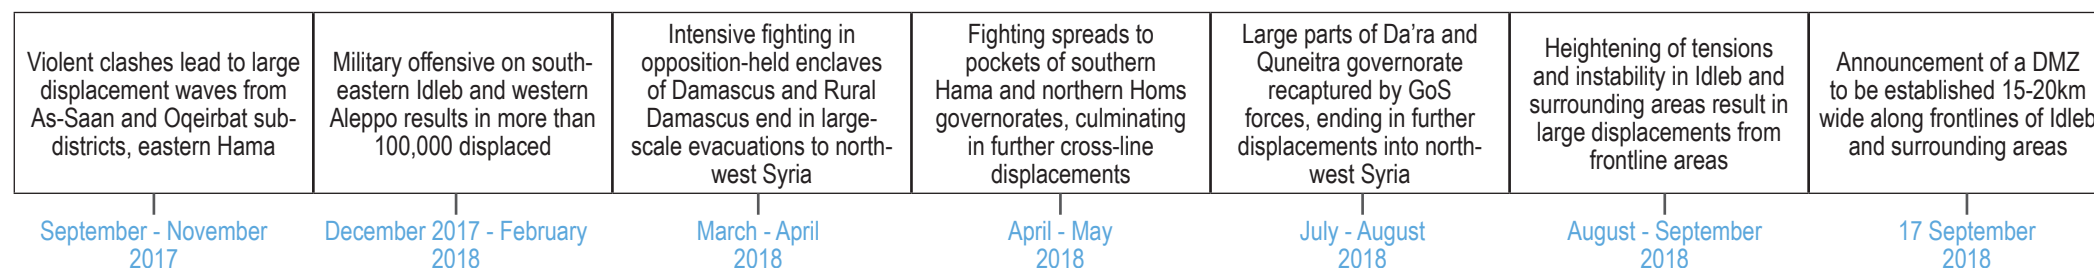 Violent clashes lead to large
displacement waves from
As-Saan and Oqeirbat sub-
districts, eastern Hama
Military offensive on south-
eastern Idleb and western
Aleppo results in more than
100,000 displaced
Intensive fighting in
opposition-held enclaves
of Damascus and Rural
Damascus end in large-
scale evacuations to north-
west Syria
Fighting spreads to
pockets of southern
Hama and northern Homs
governorates, culminating
in further cross-line
displacements
Large parts of Da’ra and
Quneitra governorate
recaptured by GoS
forces, ending in further
displacements into north-
west Syria
Heightening of tensions
and instability in Idleb and
surrounding areas result in
large displacements from
frontline areas
Announcement of a DMZ
to be established 15-20km
wide along frontlines of Idleb
and surrounding areas
September - November
2017
December 2017 - February
2018
March - April
2018
April - May
2018
July - August
2018
August - September
2018
17 September
2018